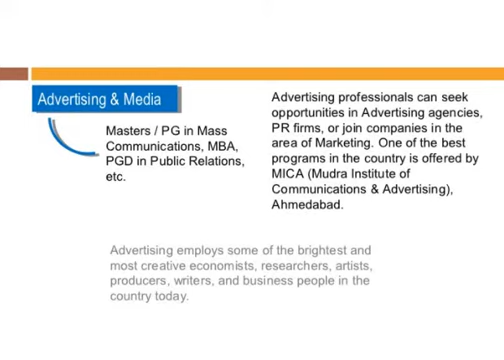 Advertising & Media
Masters / PG in Mass
Communications, MBA,
PGD in Public Relations,
etc.
Advertising professionals can seek
opportunities in Advertising agencies,
PR firms, or join companies in the
area of Marketing. One of the best
programs in the country is offered by
MICA (Mudra Institute of
Communications & Advertising),
Ahmedabad.
Advertising employs some of the brightest and
most creative economists, researchers, artists,
producers, writers, and business people in the
country today.